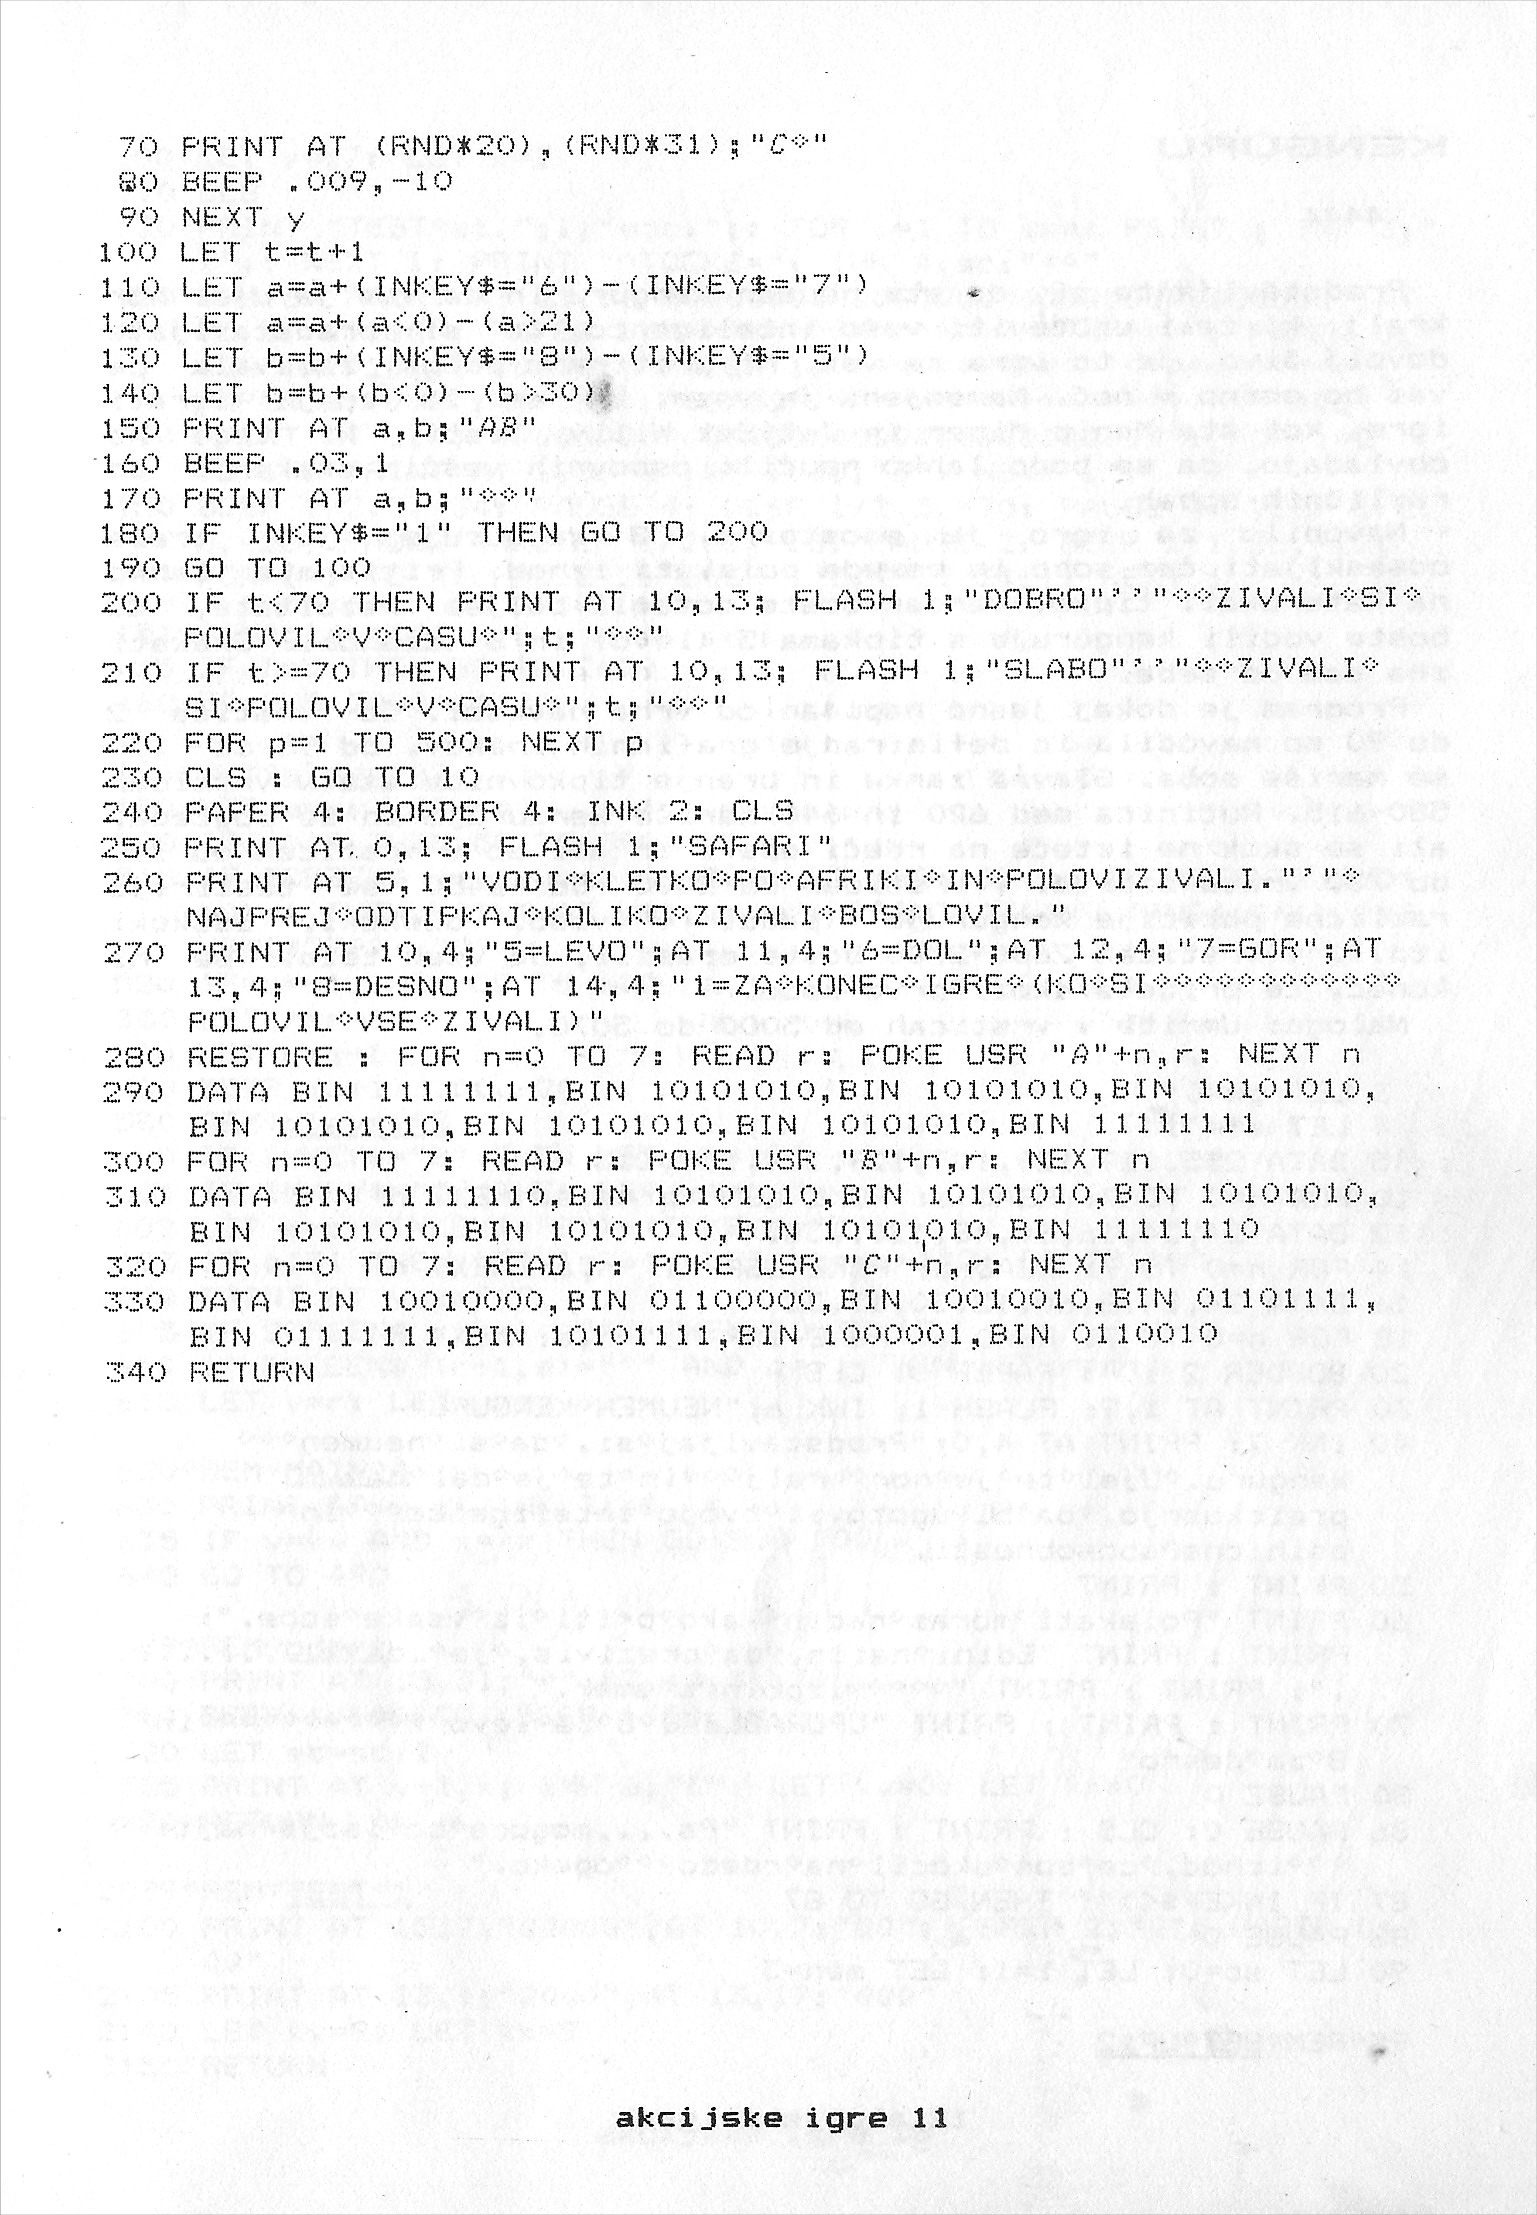 70 PRINT AT (RND*20),(RND*31);"C◇"
80 BEEP .009,-10
90 NEXT y
100 LET t=t+1
110 LET a=a+(INKEY$="6")-(INKEY$="7")
120 LET a=a+(a<0)-(a>21)
130 LET b=b+(INKEY$="8")-(INKEY$="5")
140 LET b=b+(b<0)-(b>30)
150 PRINT AT a,b;"AB"
160 BEEP .03,1
170 PRINT AT a,b;"◇◇"
180 IF INKEY$="1" THEN GO TO 200
190 GO TO 100
200 IF t<70 THEN PRINT AT 10,13; FLASH 1;"DOBRO"''"◇◇ZIVALI◇SI◇
POLOVIL◇V◇CASU◇";t;"◇◇"
210 IF t>=70 THEN PRINT AT 10,13; FLASH 1;"SLABO"''"◇◇ZIVALI◇
SI◇POLOVIL◇V◇CASU◇";t;"◇◇"
220 FOR p=1 TO 500: NEXT p
230 CLS : GO TO 10
240 PAPER 4: BORDER 4: INK 2: CLS
250 PRINT AT 0,13; FLASH 1;"SAFARI"
260 PRINT AT 5,1;"VODI◇KLETKO◇PO◇AFRIKI◇IN◇POLOVIZIVALI."'"◇
NAJPREJ◇ODTIPKAJ◇KOLIKO◇ZIVALI◇BOS◇LOVIL."
270 PRINT AT 10,4;"5=LEVO";AT 11,4;"6=DOL";AT 12,4;"7=GOR";AT
13,4;"8=DESNO";AT 14,4;"1=ZA◇KONEC◇IGRE◇(KO◇SI◇◇◇◇◇◇◇◇◇◇◇◇
POLOVIL◇VSE◇ZIVALI)"
280 RESTORE : FOR n=0 TO 7: READ r: POKE USR "A"+n,r: NEXT n
290 DATA BIN 11111111,BIN 10101010,BIN 10101010,BIN 10101010,
BIN 10101010,BIN 10101010,BIN 10101010,BIN 11111111
300 FOR n=0 TO 7: READ r: POKE USR "B"+n,r: NEXT n
310 DATA BIN 11111110,BIN 10101010,BIN 10101010,BIN 10101010,
BIN 10101010,BIN 10101010,BIN 10101010,BIN 11111110
320 FOR n=0 TO 7: READ r: POKE USR "C"+n,r: NEXT n
330 DATA BIN 10010000,BIN 01100000,BIN 10010010,BIN 01101111,
BIN 01111111,BIN 10101111,BIN 1000001,BIN 0110010
340 RETURN
akcijske igre 11